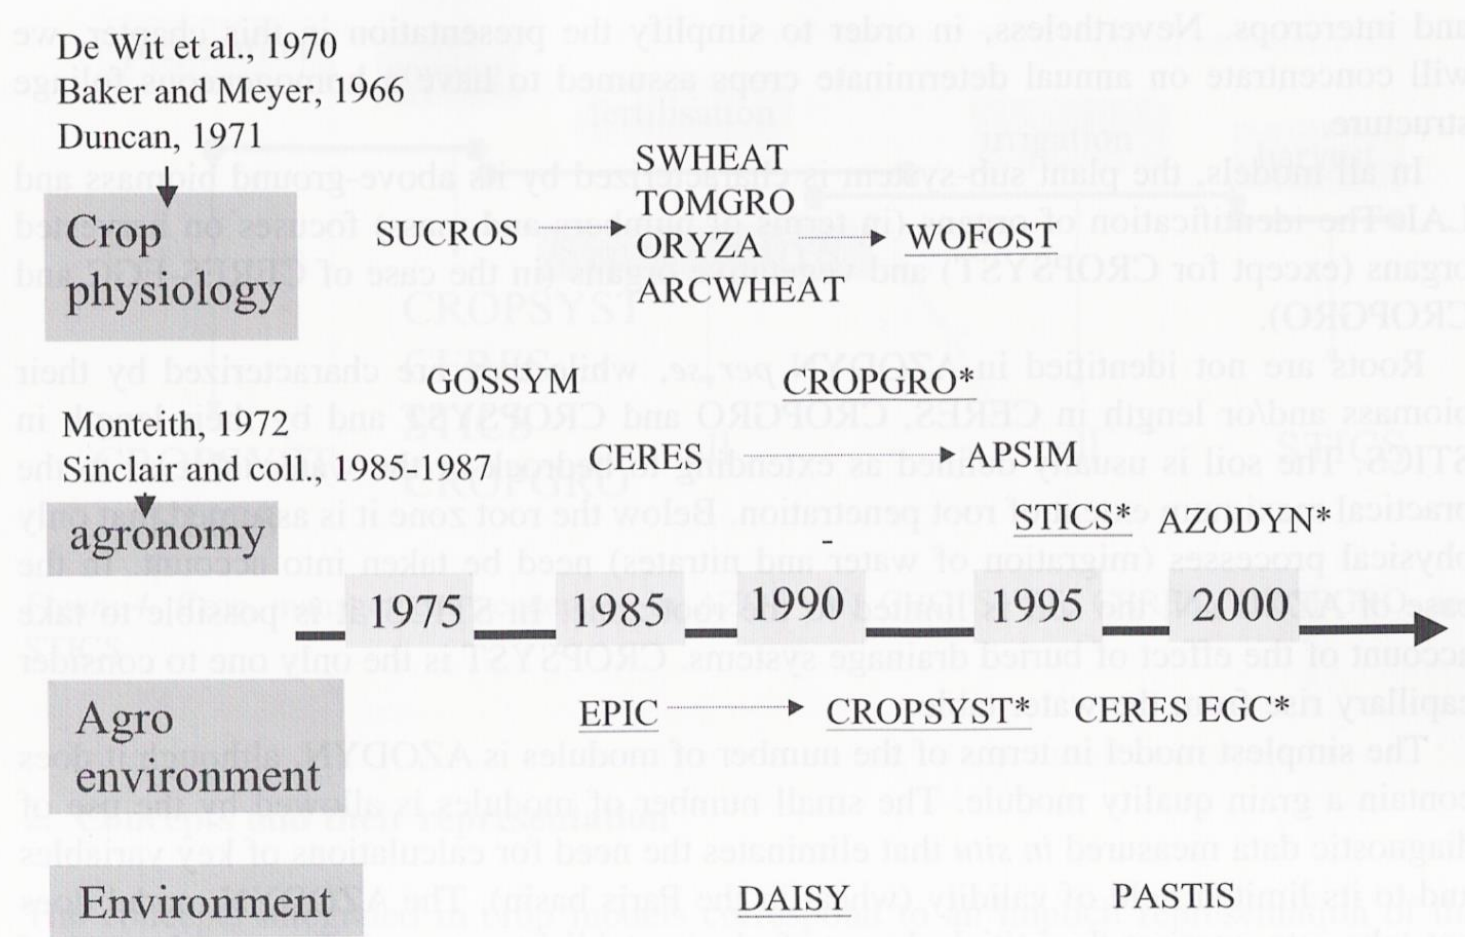 De Wit et al., 1970
Baker and Meyer, 1966
Duncan, 1971
Crop
physiology
SUCROS
SWHEAT
TOMGRO
ORYZA
ARCWHEAT
WOFOST
GOSSYM
CROPGRO*
Monteith, 1972
Sinclair and coll., 1985-1987
CERES
APSIM
agronomy
STICS*
AZODYN*
1975
1985
1990
1995
2000
Agro
environment
EPIC
CROPSYST*
CERES EGC*
Environment
DAISY
PASTIS